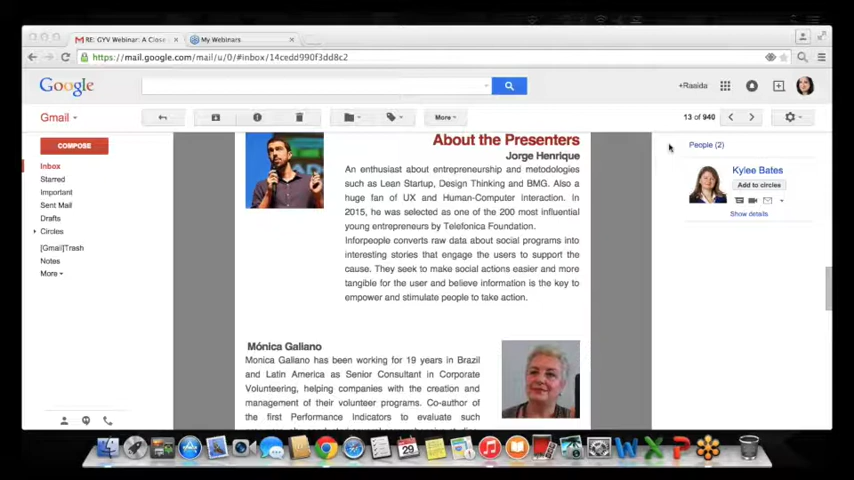 RE: GYV Webinar: A Close
My Webinars
https://mail.google.com/mail/u/0/#inbox/14cedd990f3dd8c2
Google
+Raaida
Gmail
More
13 of 940
COMPOSE
Inbox
Starred
Important
Sent Mail
Drafts
Circles
[Gmail]Trash
Notes
More
About the Presenters
Jorge Henrique
An enthusiast about entrepreneurship and metodologies
such as Lean Startup, Design Thinking and BMG. Also a
huge fan of UX and Human-Computer Interaction. In
2015, he was selected as one of the 200 most influential
young entrepreneurs by Telefonica Foundation.
Inforpeople converts raw data about social programs into
interesting stories that engage the users to support the
cause. They seek to make social actions easier and more
tangible for the user and believe information is the key to
empower and stimulate people to take action.
Mónica Galiano
Monica Galiano has been working for 19 years in Brazil
and Latin America as Senior Consultant in Corporate
Volunteering, helping companies with the creation and
management of their volunteer programs. Co-author of
the first Performance Indicators to evaluate such
People (2)
Kylee Bates
Add to circles
Show details
29